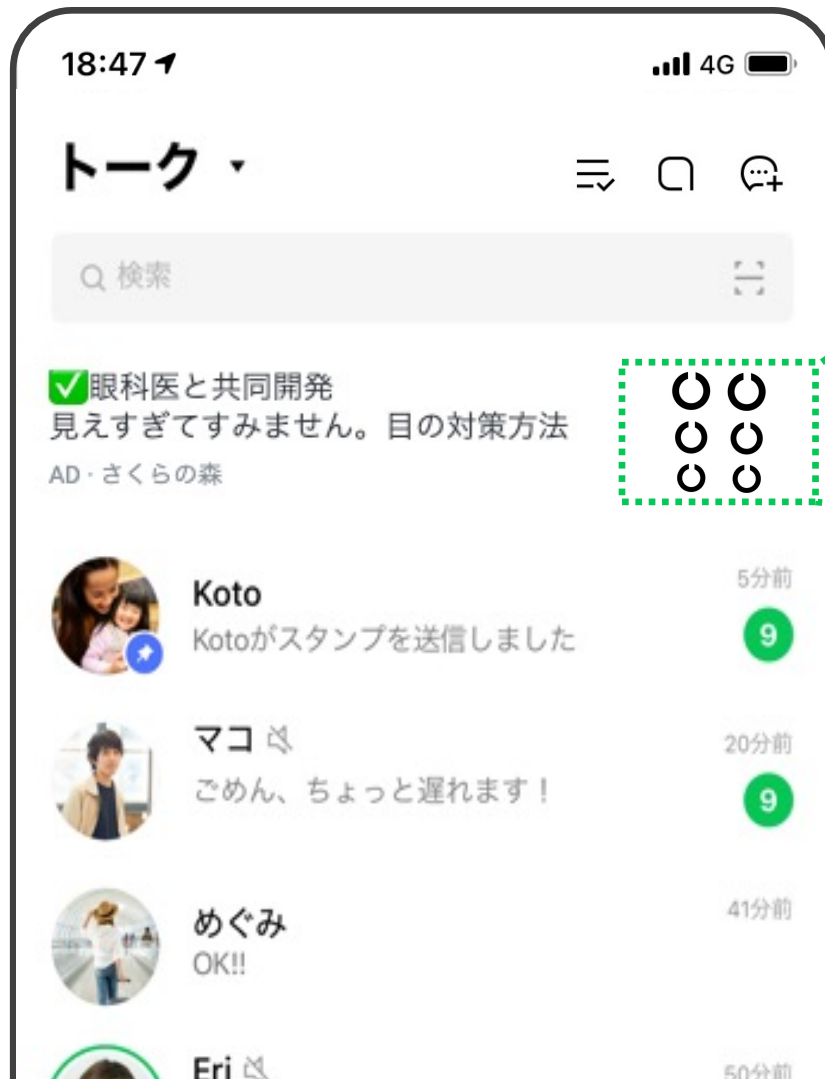 18:47
4G
トーク
検索
✅眼科医と共同開発
見えすぎてすみません。目の対策方法
AD · さくらの森
Koto
5分前
Kotoがスタンプを送信しました
9
マコ
20分前
ごめん、ちょっと遅れます！
9
めぐみ
41分前
OK!!
Eri
50分前